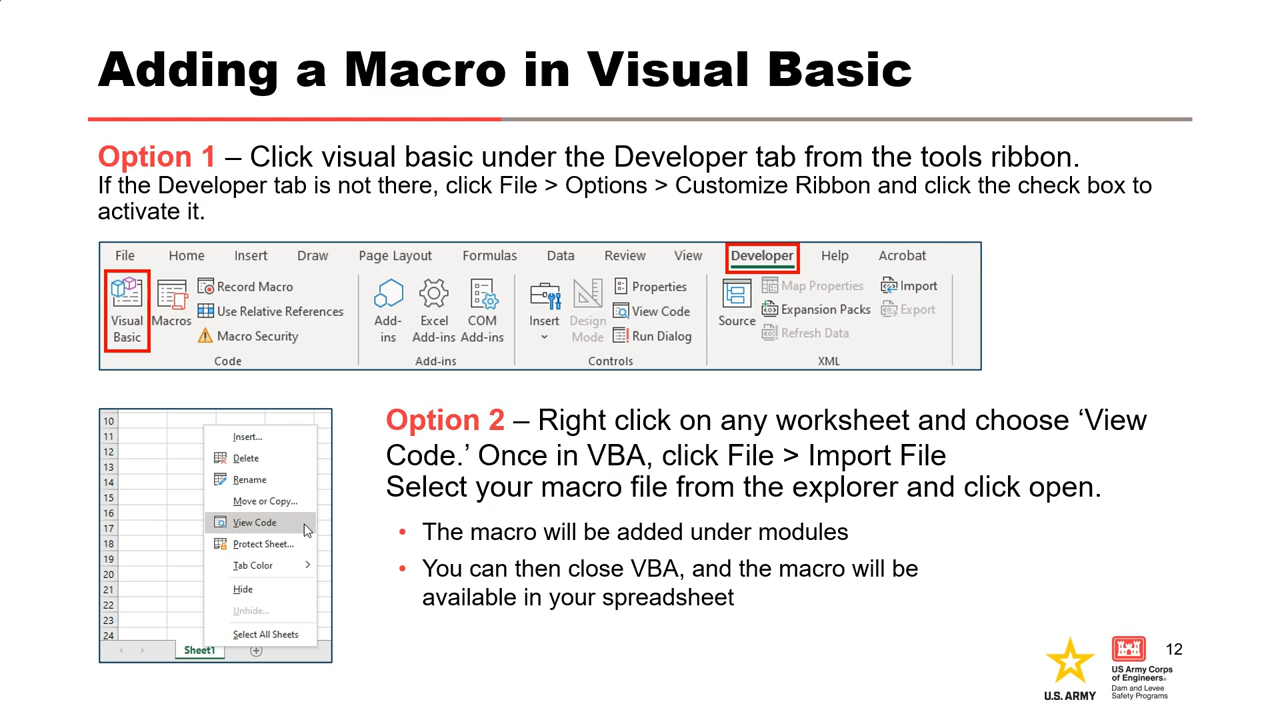 Adding a Macro in Visual Basic
Option 1 – Click visual basic under the Developer tab from the tools ribbon.
If the Developer tab is not there, click File > Options > Customize Ribbon and click the check box to
activate it.
File Home Insert Draw Page Layout Formulas Data Review View Developer Help Acrobat
Visual Basic
Macros
Record Macro
Use Relative References
Macro Security
Code
Add-ins
Excel Add-ins
COM Add-ins
Add-ins
Insert
Design Mode
Properties
View Code
Run Dialog
Controls
Source
Map Properties
Expansion Packs
Refresh Data
Import
Export
XML
10
11
12
13
14
15
16
17
18
19
20
21
22
23
24
Insert...
Delete
Rename
Move or Copy...
View Code
Protect Sheet...
Tab Color
Hide
Unhide...
Select All Sheets
Sheet1
Option 2 – Right click on any worksheet and choose ‘View
Code.’ Once in VBA, click File > Import File
Select your macro file from the explorer and click open.
• The macro will be added under modules
• You can then close VBA, and the macro will be
available in your spreadsheet
U.S. ARMY
US Army Corps
of Engineers®
Dam and Levee
Safety Programs
12